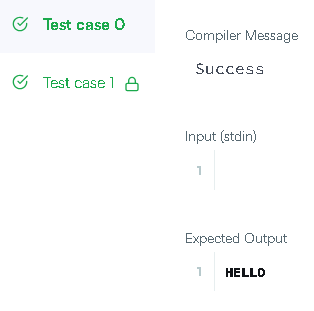 Test case 0
Test case 1
Compiler Message
Success
Input (stdin)
1
Expected Output
1 HELLO